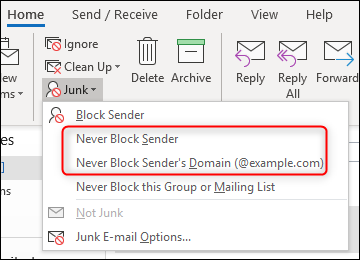 Home Send / Receive Folder View
Ignore
Clean Up
Junk
Delete Archive
Reply Reply All Forward
Block Sender
Never Block Sender
Never Block Sender's Domain (@example.com)
Never Block this Group or Mailing List
Not Junk
Junk E-mail Options...